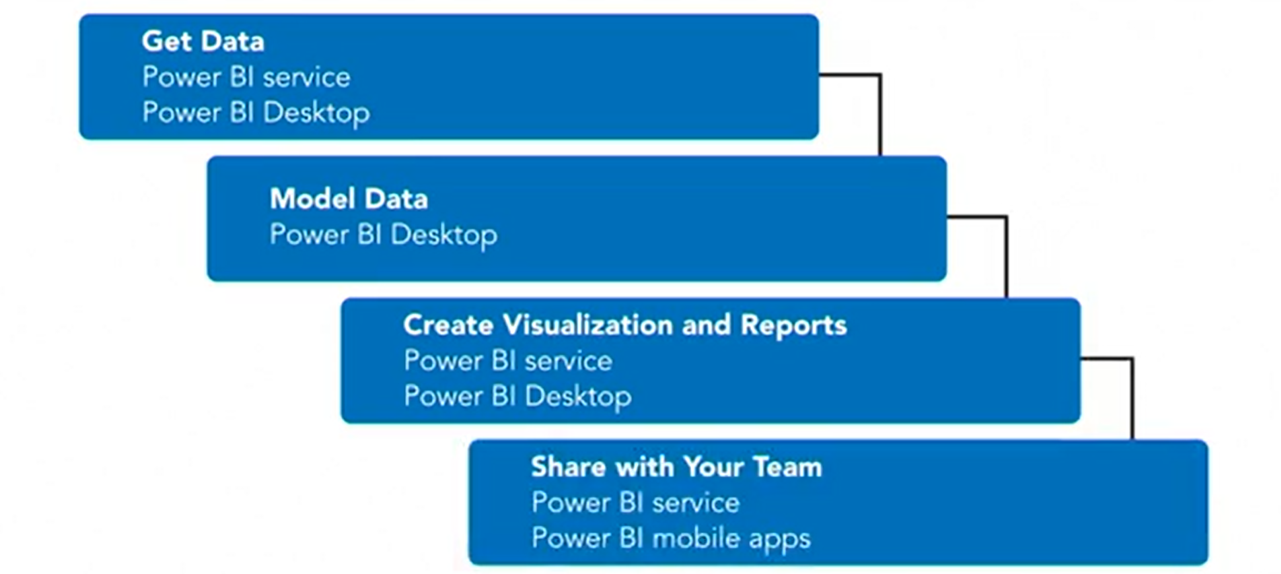 Get Data
Power BI service
Power BI Desktop
Model Data
Power BI Desktop
Create Visualization and Reports
Power BI service
Power BI Desktop
Share with Your Team
Power BI service
Power BI mobile apps